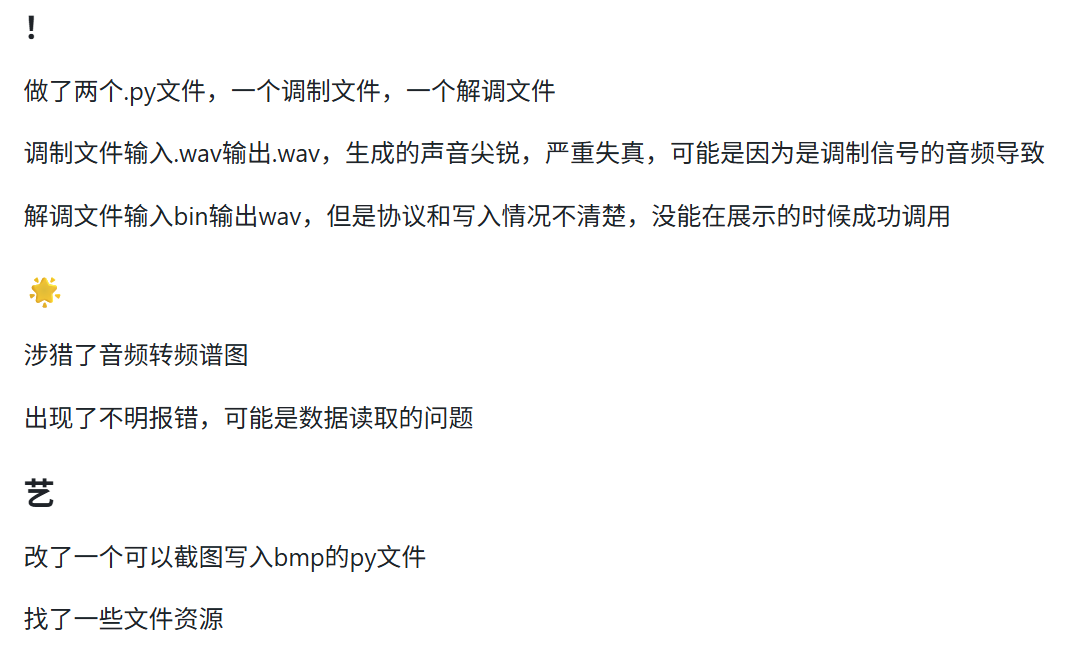 ！
做了两个.py文件，一个调制文件，一个解调文件
调制文件输入.wav输出.wav，生成的声音尖锐，严重失真，可能是因为是调制信号的音频导致
解调文件输入bin输出wav，但是协议和写入情况不清楚，没能在展示的时候成功调用
🌟
涉猎了音频转频谱图
出现了不明报错，可能是数据读取的问题
艺
改了一个可以截图写入bmp的py文件
找了一些文件资源